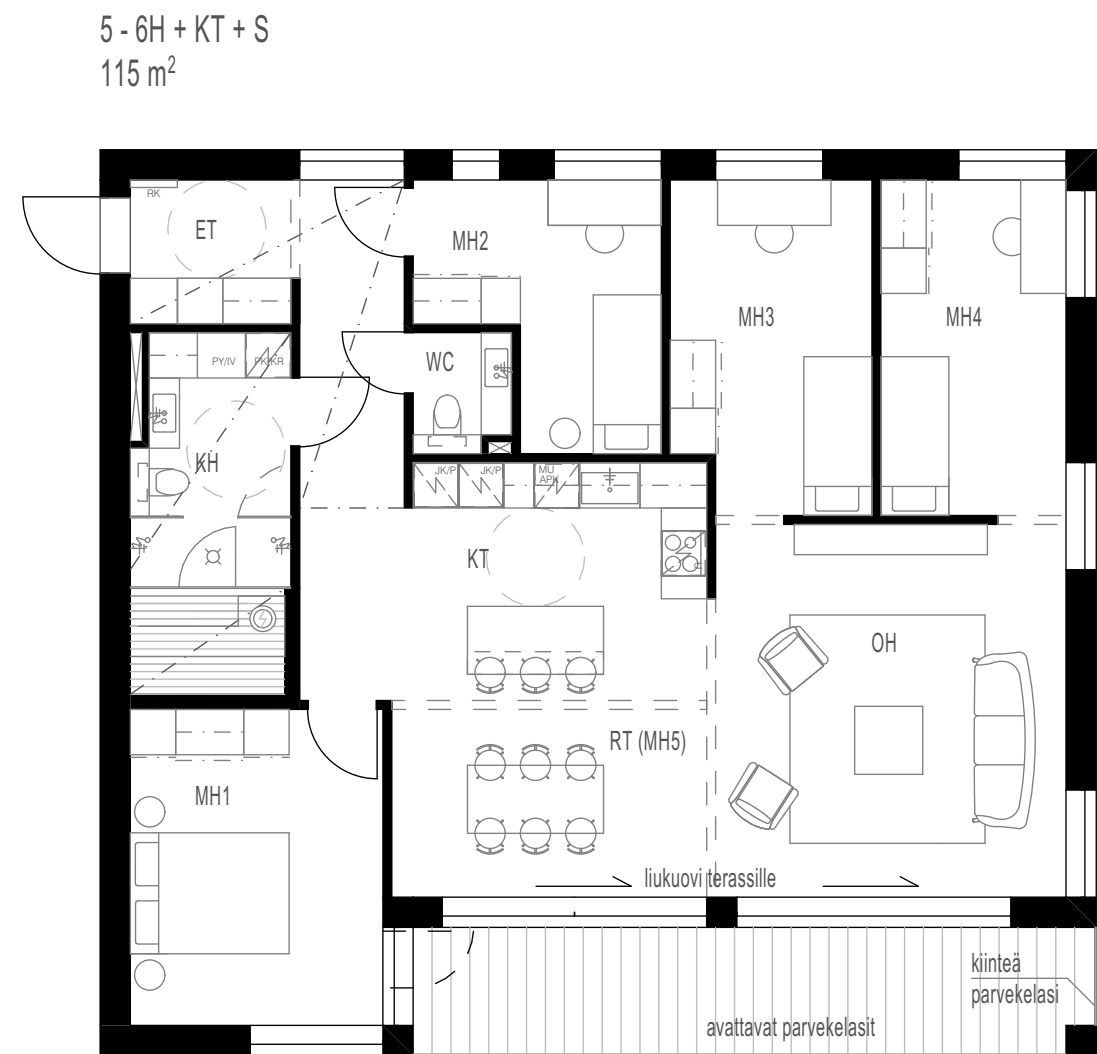 5 - 6H + KT + S
115 m²
RK
ET
MH2
MH3
MH4
WC
PY/IV
PK/KR
KH
JK/P
JK/P
MU
APK
KT
OH
RT (MH5)
MH1
liukuovi terassille
kiinteä
parvekelasi
avattavat parvekelasit